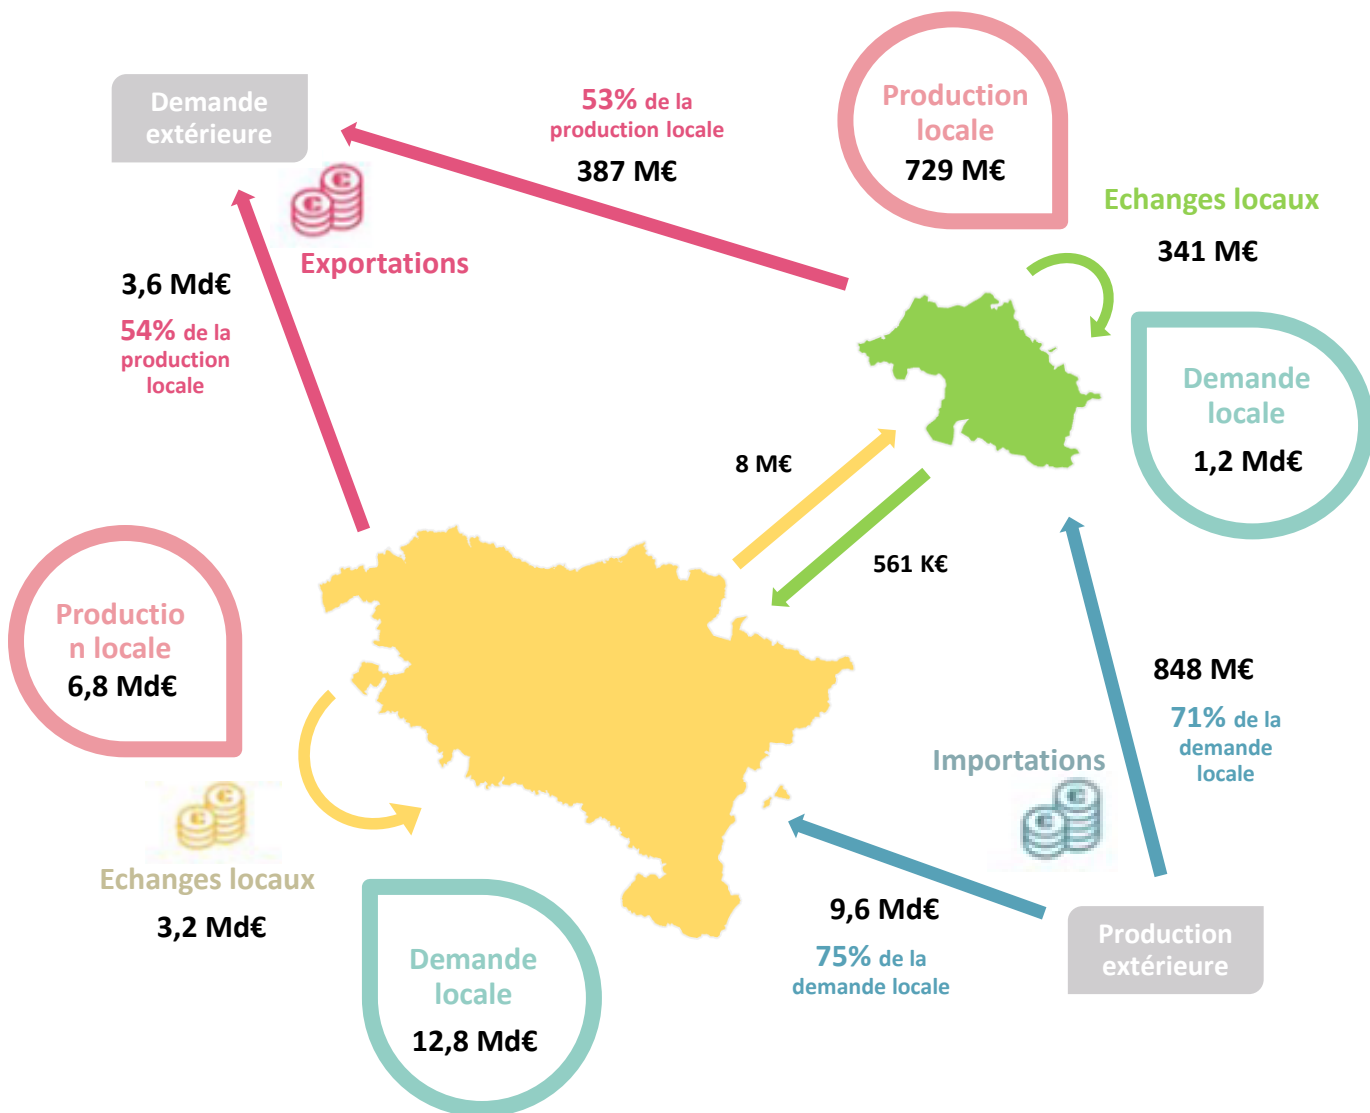 Demande
extérieure
53% de la
production locale
387 M€
Production
locale
729 M€
Echanges locaux
341 M€
Exportations
3,6 Md€
54% de la
production
locale
Demande
locale
1,2 Md€
8 M€
561 K€
Productio
n locale
6,8 Md€
848 M€
71% de la
demande
locale
Importations
Echanges locaux
3,2 Md€
9,6 Md€
75% de la
demande locale
Production
extérieure
Demande
locale
12,8 Md€